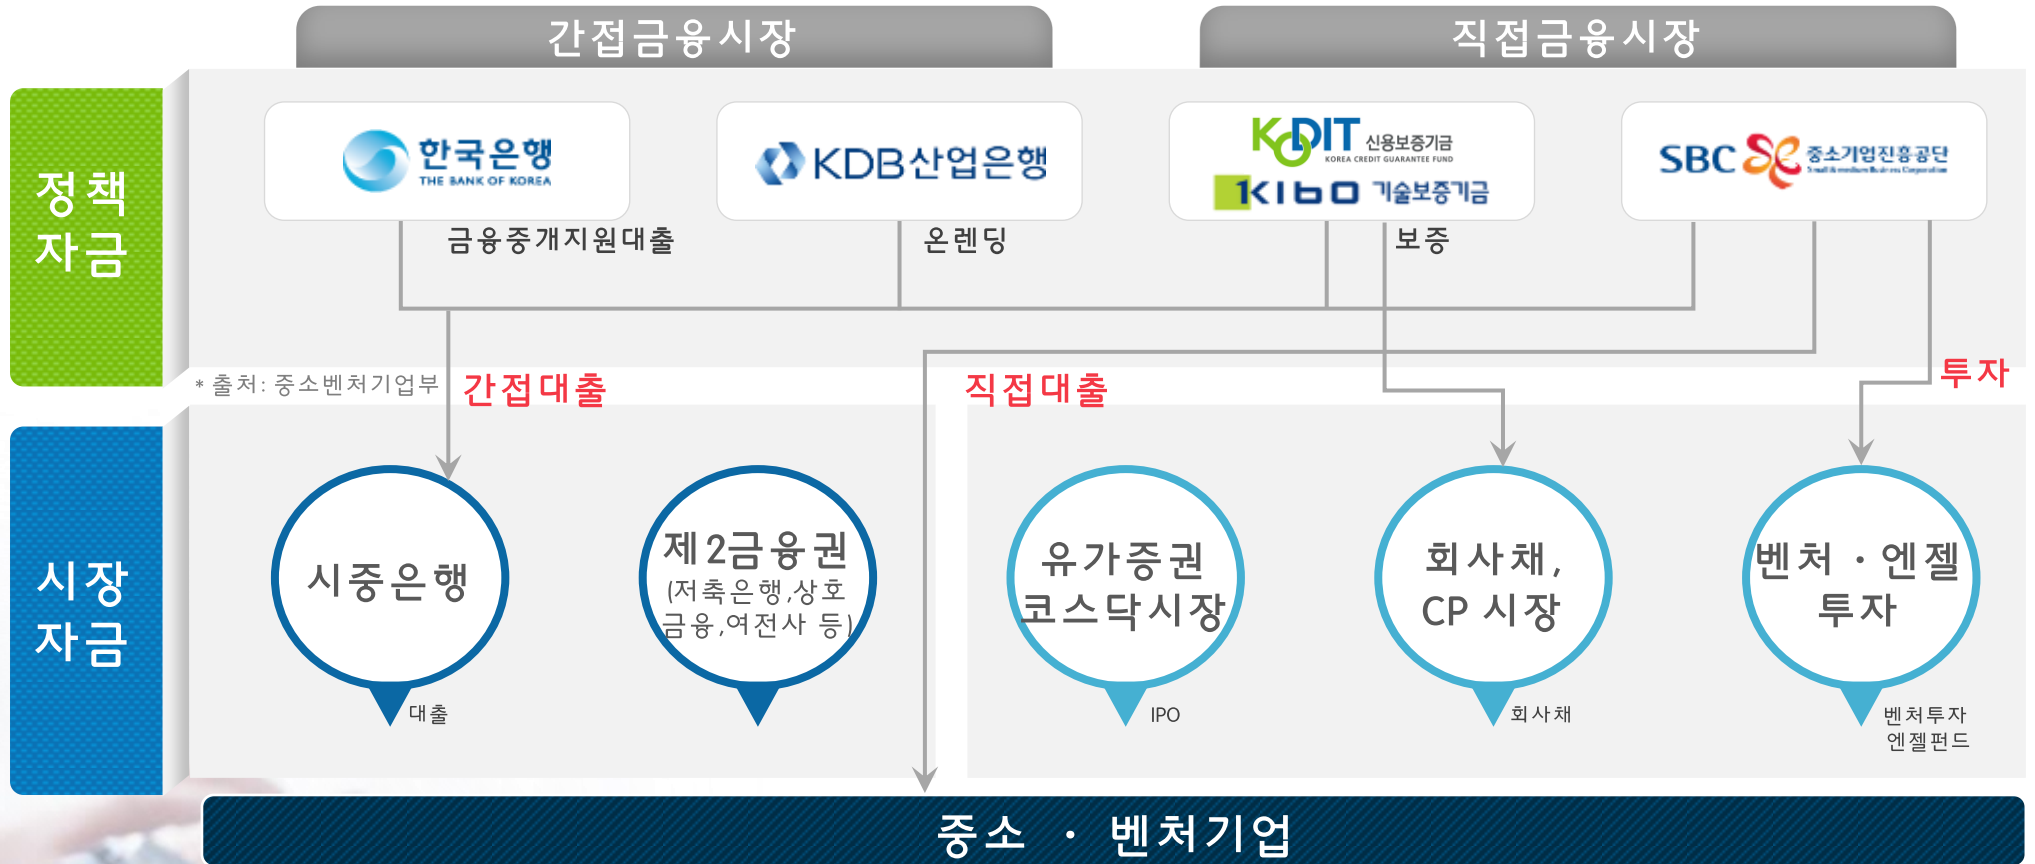 간접금융시장
직접금융시장
정책
자금
한국은행
THE BANK OF KOREA
KDB산업은행
KODIT 신용보증기금
KOREA CREDIT GUARANTEE FUND
KIBO 기술보증기금
SBC 중소기업진흥공단
Small & medium Business Corporation
금융중개지원대출
온렌딩
보증
* 출처: 중소벤처기업부
간접대출
직접대출
투자
시장
자금
시중은행
제2금융권
(저축은행,상호
금융,여전사 등)
유가증권
코스닥시장
회사채,
CP 시장
벤처 · 엔젤
투자
대출
IPO
회사채
벤처투자
엔젤펀드
중소 · 벤처기업